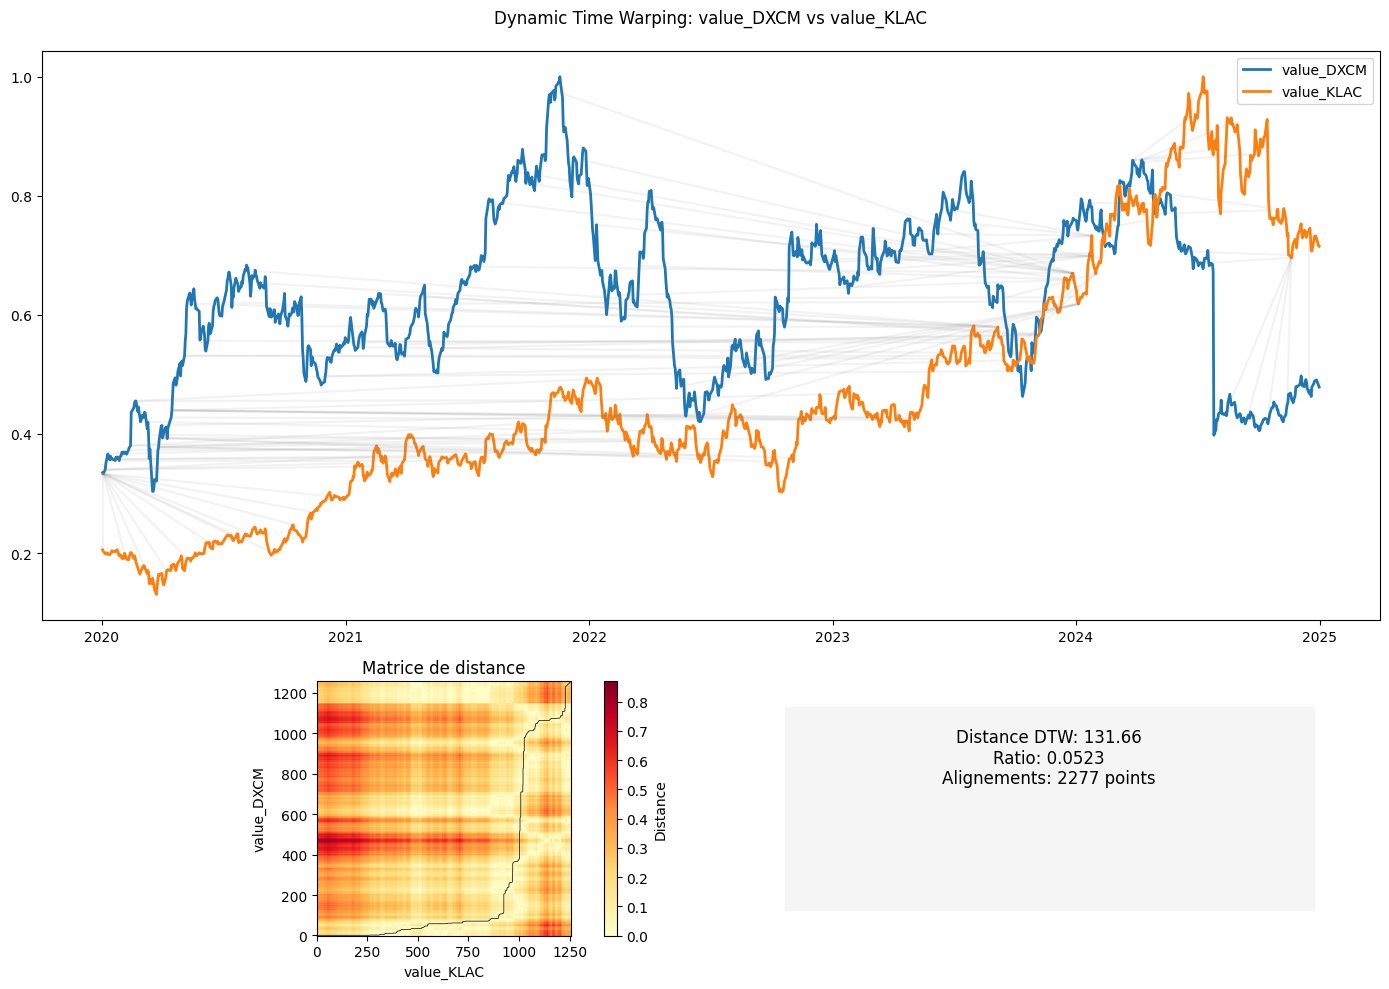 Dynamic Time Warping: value_DXCM vs value_KLAC
value_DXCM
value_KLAC
1.0
0.8
0.6
0.4
0.2
2020 2021 2022 2023 2024 2025
Matrice de distance
value_DXCM
1200
1000
800
600
400
200
0
0 250 500 750 1000 1250
value_KLAC
0.8
0.7
0.6
0.5
0.4
0.3
0.2
0.1
0.0
Distance
Distance DTW: 131.66
Ratio: 0.0523
Alignements: 2277 points